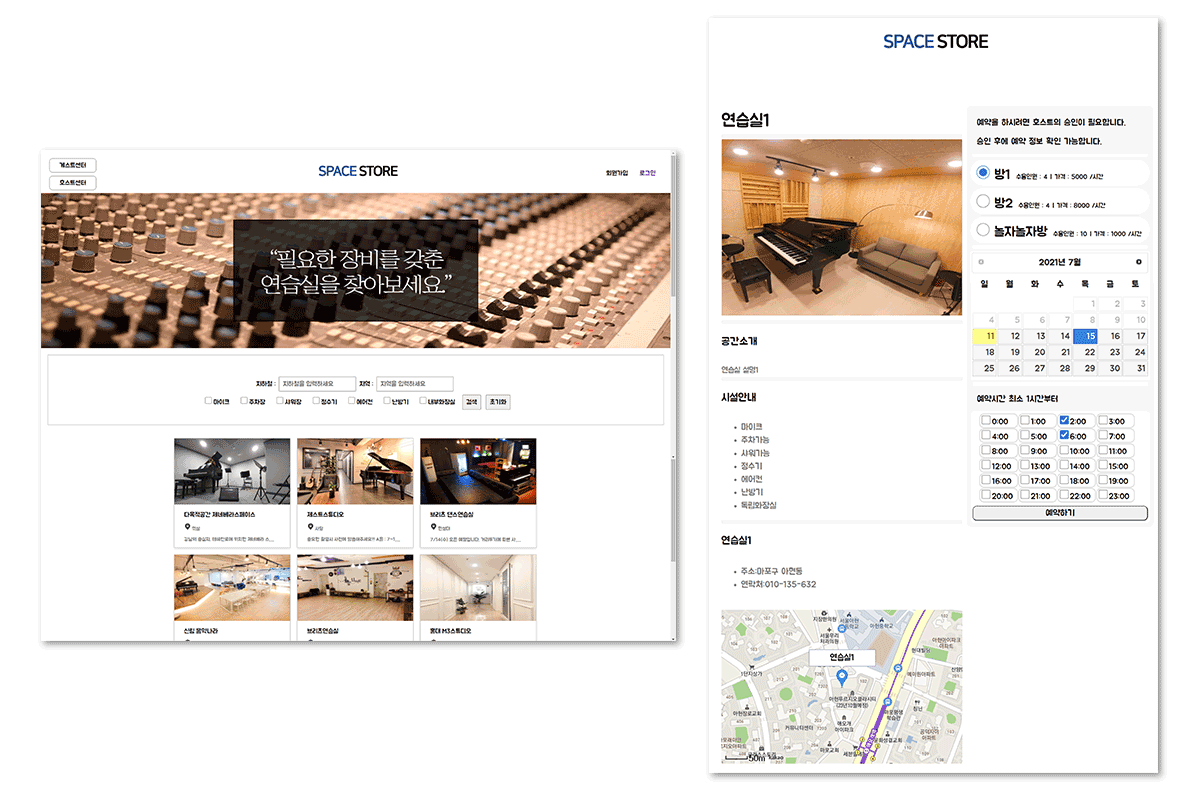 게스트센터
호스트센터
SPACE STORE
회원가입 로그인
“필요한 장비를 갖춘
연습실을 찾아보세요.”
지하철 : 지하철을 입력하세요 지역 : 지역을 입력하세요
마이크 주차장 샤워장 정수기 에어컨 난방기 내부화장실 검색 초기화
다목적공간 제네베라스페이스
역삼
제스트스튜디오
사당
브리즈 댄스연습실
한성대
신림 음악나라
브리즈연습실
홍대 M3스튜디오
SPACE STORE
연습실1
공간소개
연습실 설명1
시설안내
마이크
주차가능
샤워가능
정수기
에어컨
난방기
독립화장실
연습실1
주소:마포구 아현동
연락처:010-135-632
연습실1
50m
kakao
예약을 하시려면 호스트의 승인이 필요합니다.
승인 후에 예약 정보 확인 가능합니다.
방1 수용인원 : 4 | 가격 : 5000 /시간
방2 수용인원 : 4 | 가격 : 8000 /시간
놀자놀자방 수용인원 : 10 | 가격 : 1000 /시간
2021년 7월
일 월 화 수 목 금 토
1 2 3
4 5 6 7 8 9 10
11 12 13 14 15 16 17
18 19 20 21 22 23 24
25 26 27 28 29 30 31
예약시간 최소 1시간부터
0:00 1:00 2:00 3:00
4:00 5:00 6:00 7:00
8:00 9:00 10:00 11:00
12:00 13:00 14:00 15:00
16:00 17:00 18:00 19:00
20:00 21:00 22:00 23:00
예약하기